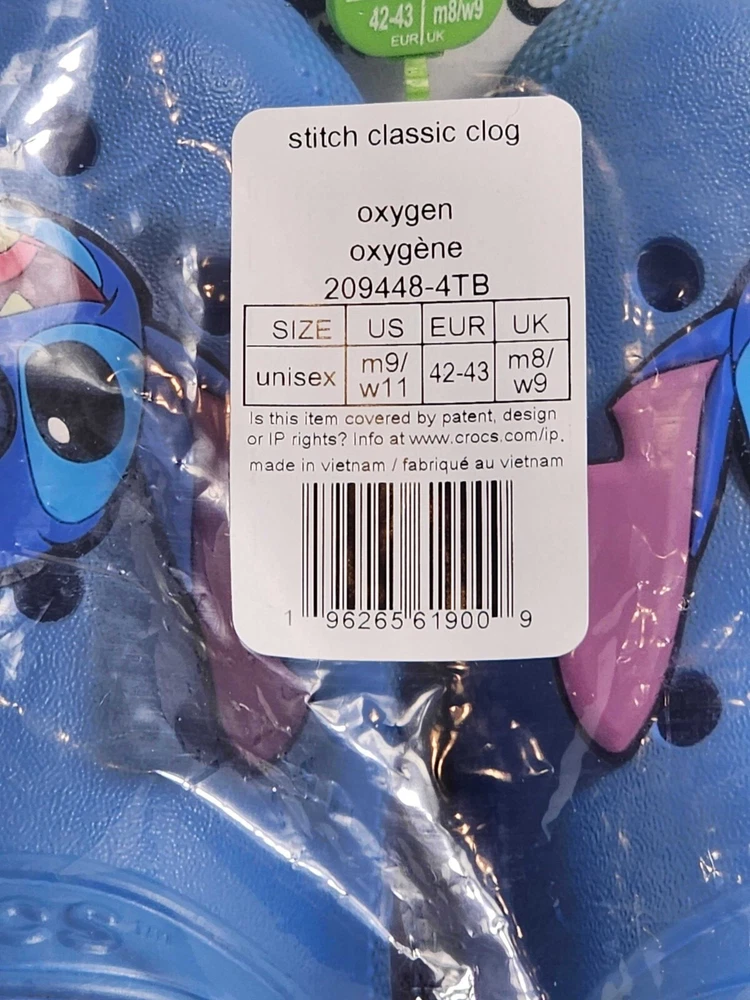 42-43 m8/w9
EUR UK
stitch classic clog
oxygen
oxygène
209448-4TB
SIZE US EUR UK
unisex m9/w11 42-43 m8/w9
Is this item covered by patent, design
or IP rights? Info at www.crocs.com/ip.
made in vietnam / fabriqué au vietnam
1 96265 61900 9